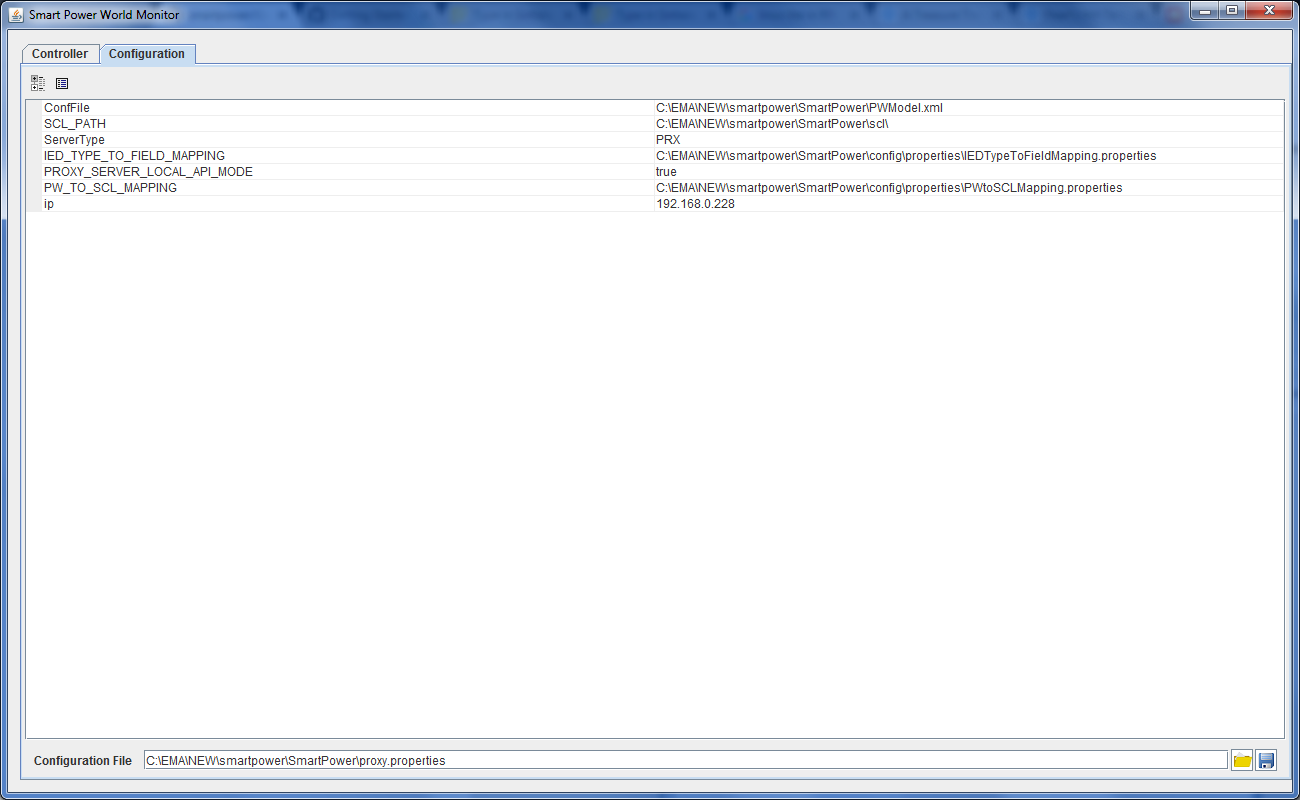 Smart Power World Monitor
Controller Configuration
ConfFile C:\EMA\NEW\smartpower\SmartPower\PWModel.xml
SCL_PATH C:\EMA\NEW\smartpower\SmartPower\scl\
ServerType PRX
IED_TYPE_TO_FIELD_MAPPING C:\EMA\NEW\smartpower\SmartPower\config\properties\IEDTypeToFieldMapping.properties
PROXY_SERVER_LOCAL_API_MODE true
PW_TO_SCL_MAPPING C:\EMA\NEW\smartpower\SmartPower\config\properties\PWtoSCLMapping.properties
ip 192.168.0.228
Configuration File C:\EMA\NEW\smartpower\SmartPower\proxy.properties